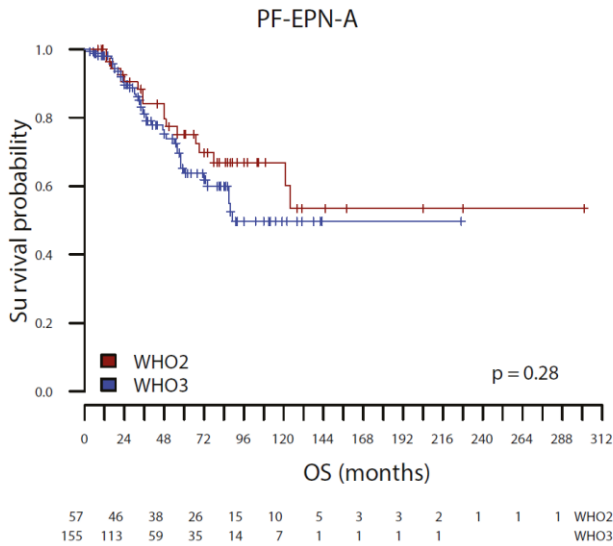 PF-EPN-A
1.0
0.8
0.6
0.4
0.2
0.0
Survival probability
WHO2
WHO3
p = 0.28
0 24 48 72 96 120 144 168 192 216 240 264 288 312
OS (months)
57 46 38 26 15 10 5 3 3 2 1 1 1 WHO2
155 113 59 35 14 7 1 1 1 1 WHO3